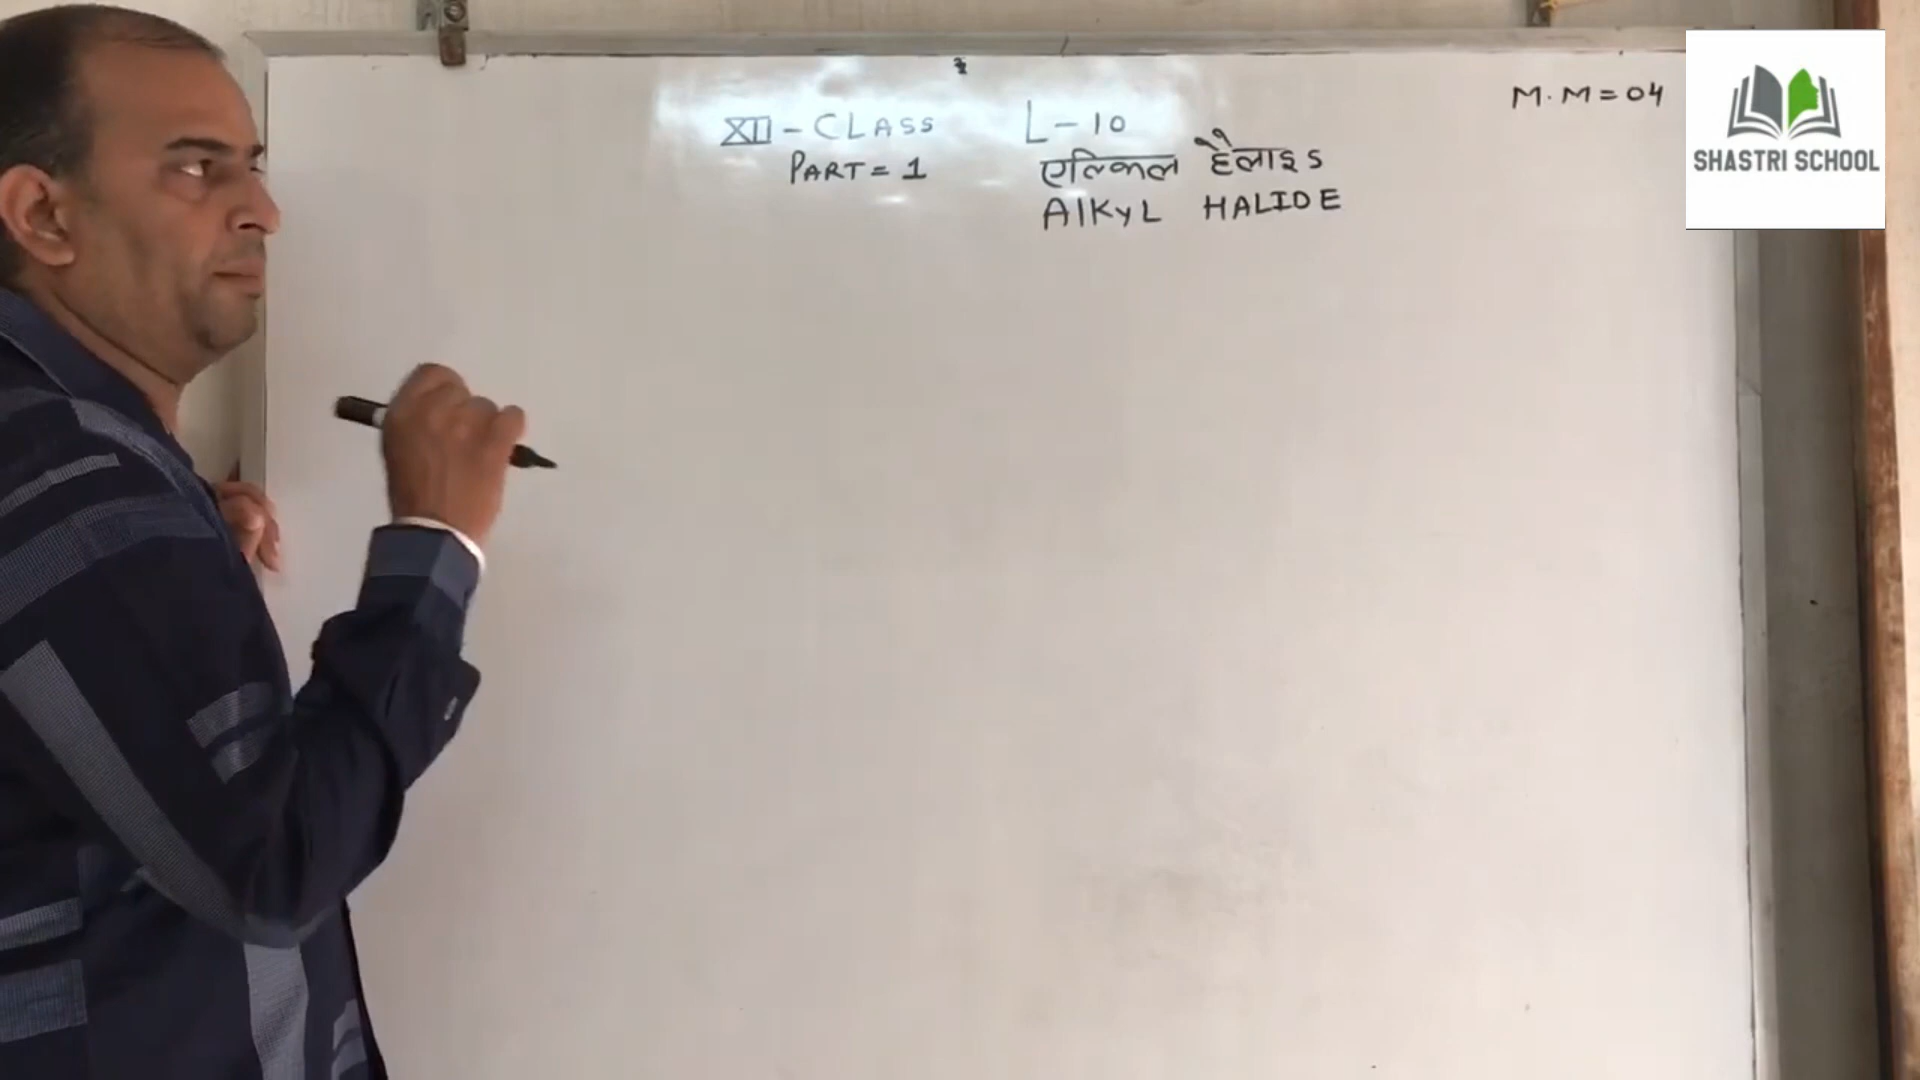 XII - CLASS L-10
PART = 1 एल्किल हैलाइड
AlKyL HALIDE
M.M = 04
SHASTRI SCHOOL